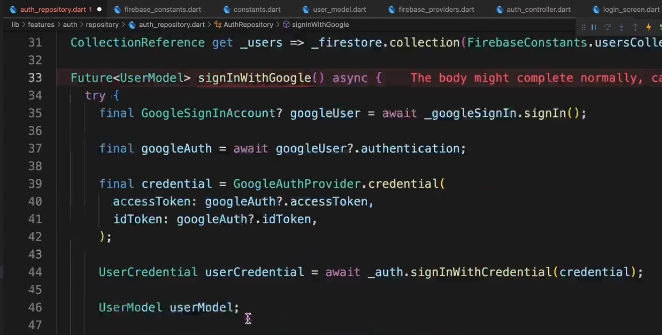 auth_repository.dart 1 firebase_constants.dart constants.dart user_model.dart firebase_providers.dart auth_controller.dart login_screen.dart
lib > features > auth > repository > auth_repository.dart > AuthRepository > signInWithGoogle
31 CollectionReference get _users => _firestore.collection(FirebaseConstants.usersColle
32
33 Future<UserModel> signInWithGoogle() async { The body might complete normally, ca
34 try {
35 final GoogleSignInAccount? googleUser = await _googleSignIn.signIn();
36
37 final googleAuth = await googleUser?.authentication;
38
39 final credential = GoogleAuthProvider.credential(
40 accessToken: googleAuth?.accessToken,
41 idToken: googleAuth?.idToken,
42 );
43
44 UserCredential userCredential = await _auth.signInWithCredential(credential);
45
46 UserModel userModel;
47